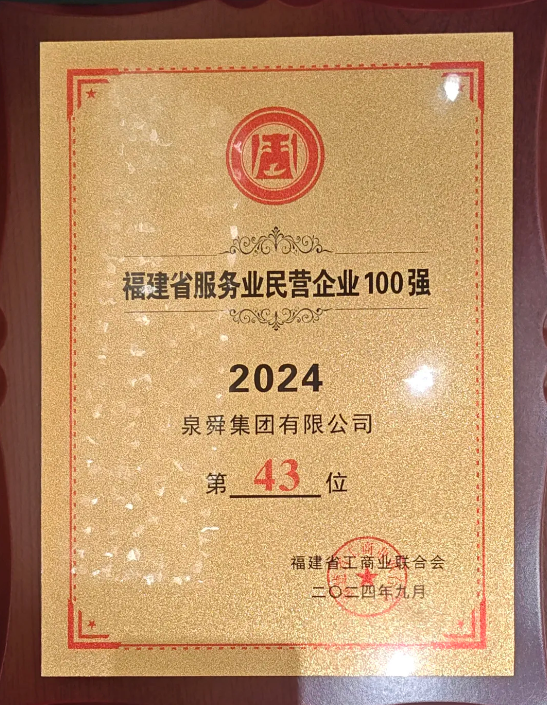 福建省服务业民营企业100强
2024
泉舜集团有限公司
第 43 位
福建省工商业联合会
二〇二四年九月